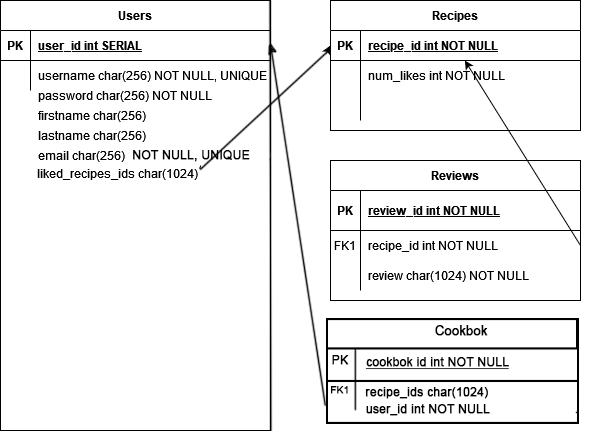 Users
PK user_id int SERIAL
username char(256) NOT NULL, UNIQUE
password char(256) NOT NULL
firstname char(256)
lastname char(256)
email char(256) NOT NULL, UNIQUE
liked_recipes_ids char(1024)
Recipes
PK recipe_id int NOT NULL
num_likes int NOT NULL
Reviews
PK review_id int NOT NULL
FK1 recipe_id int NOT NULL
review char(1024) NOT NULL
Cookbok
PK cookbok id int NOT NULL
FK1 recipe_ids char(1024)
user_id int NOT NULL